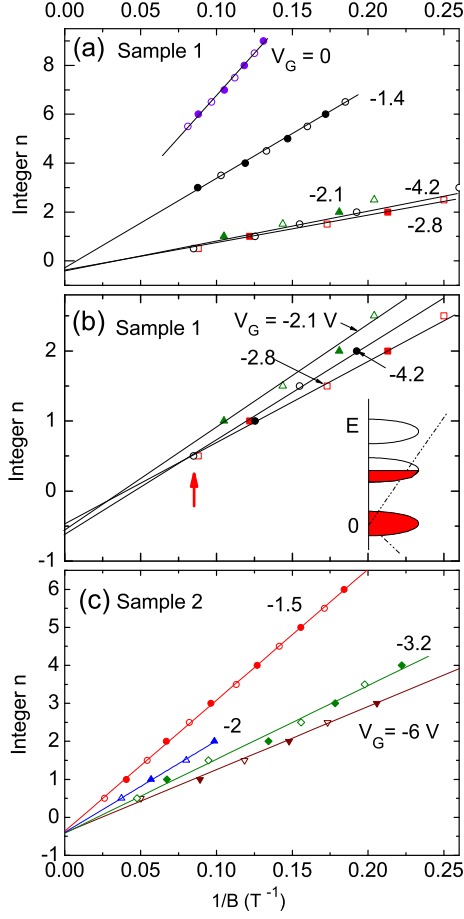 0.00 0.05 0.10 0.15 0.20 0.25
(a) Sample 1
V_G = 0
-1.4
-2.1
-4.2
-2.8
8
6
4
2
0
Integer n
(b) Sample 1
V_G = -2.1 V
-2.8
-4.2
E
0
2
1
0
-1
Integer n
(c) Sample 2
-1.5
-3.2
-2
V_G= -6 V
6
5
4
3
2
1
0
-1
Integer n
0.00 0.05 0.10 0.15 0.20 0.25
1/B (T⁻¹)